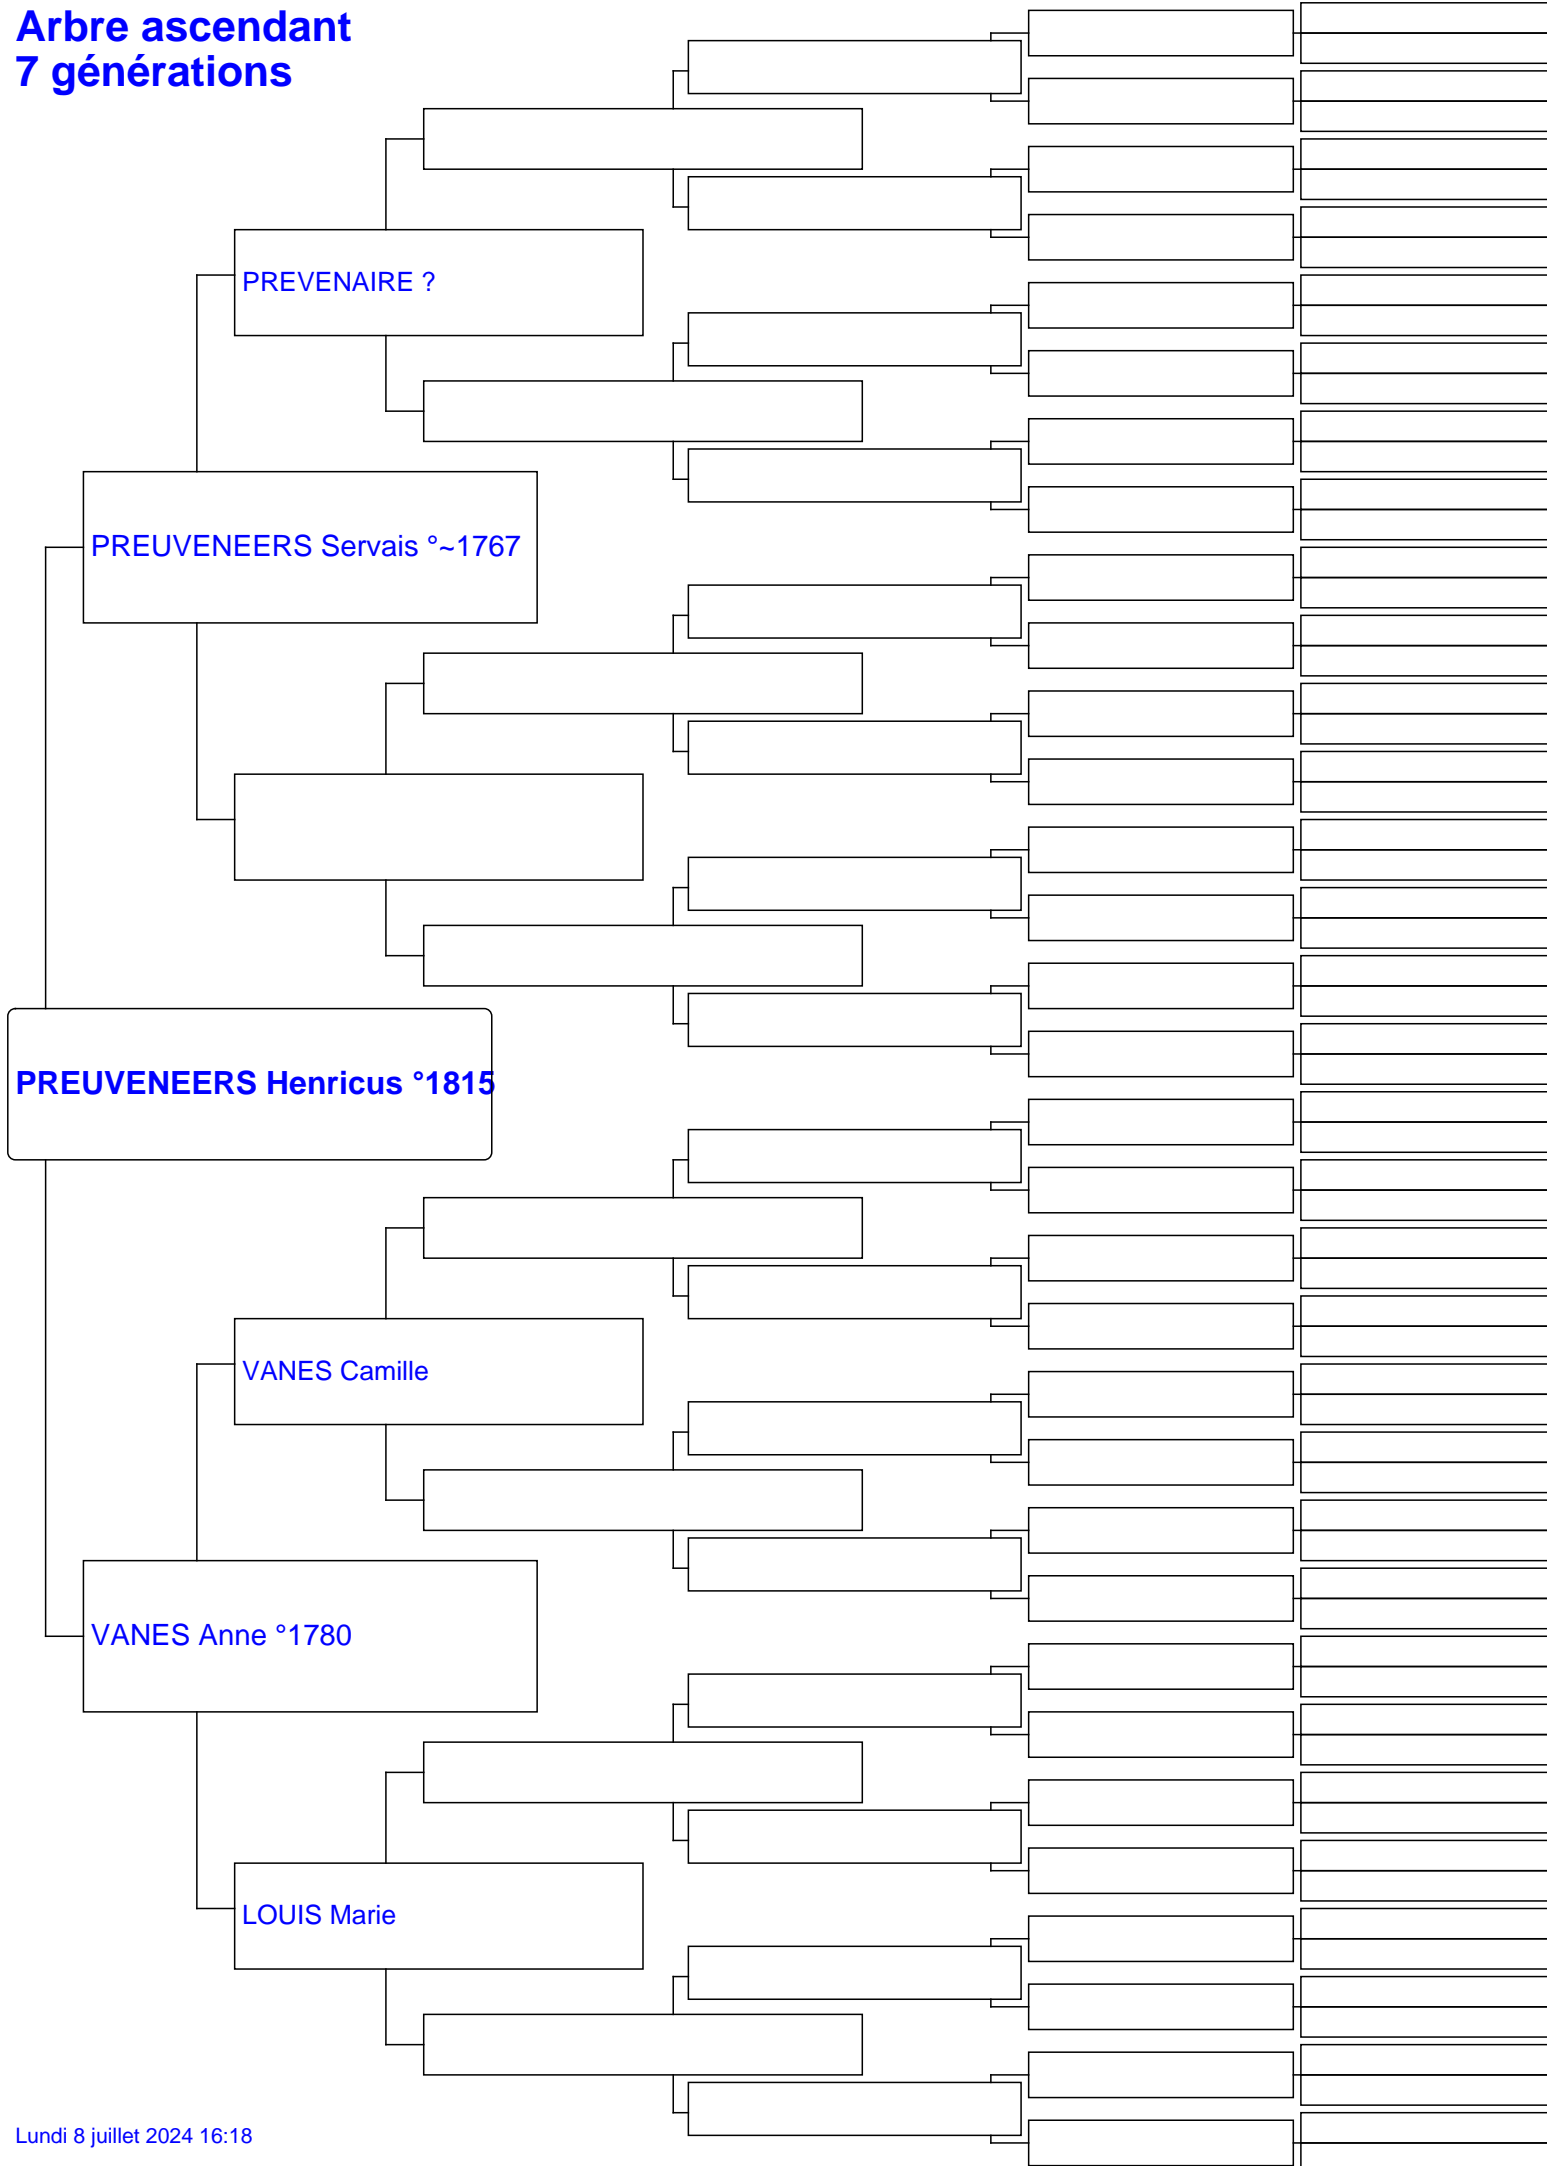 Arbre ascendant
7 générations
PREVENAIRE ?
PREUVENEERS Servais °~1767
PREUVENEERS Henricus °1815
VANES Camille
VANES Anne °1780
LOUIS Marie
Lundi 8 juillet 2024 16:18